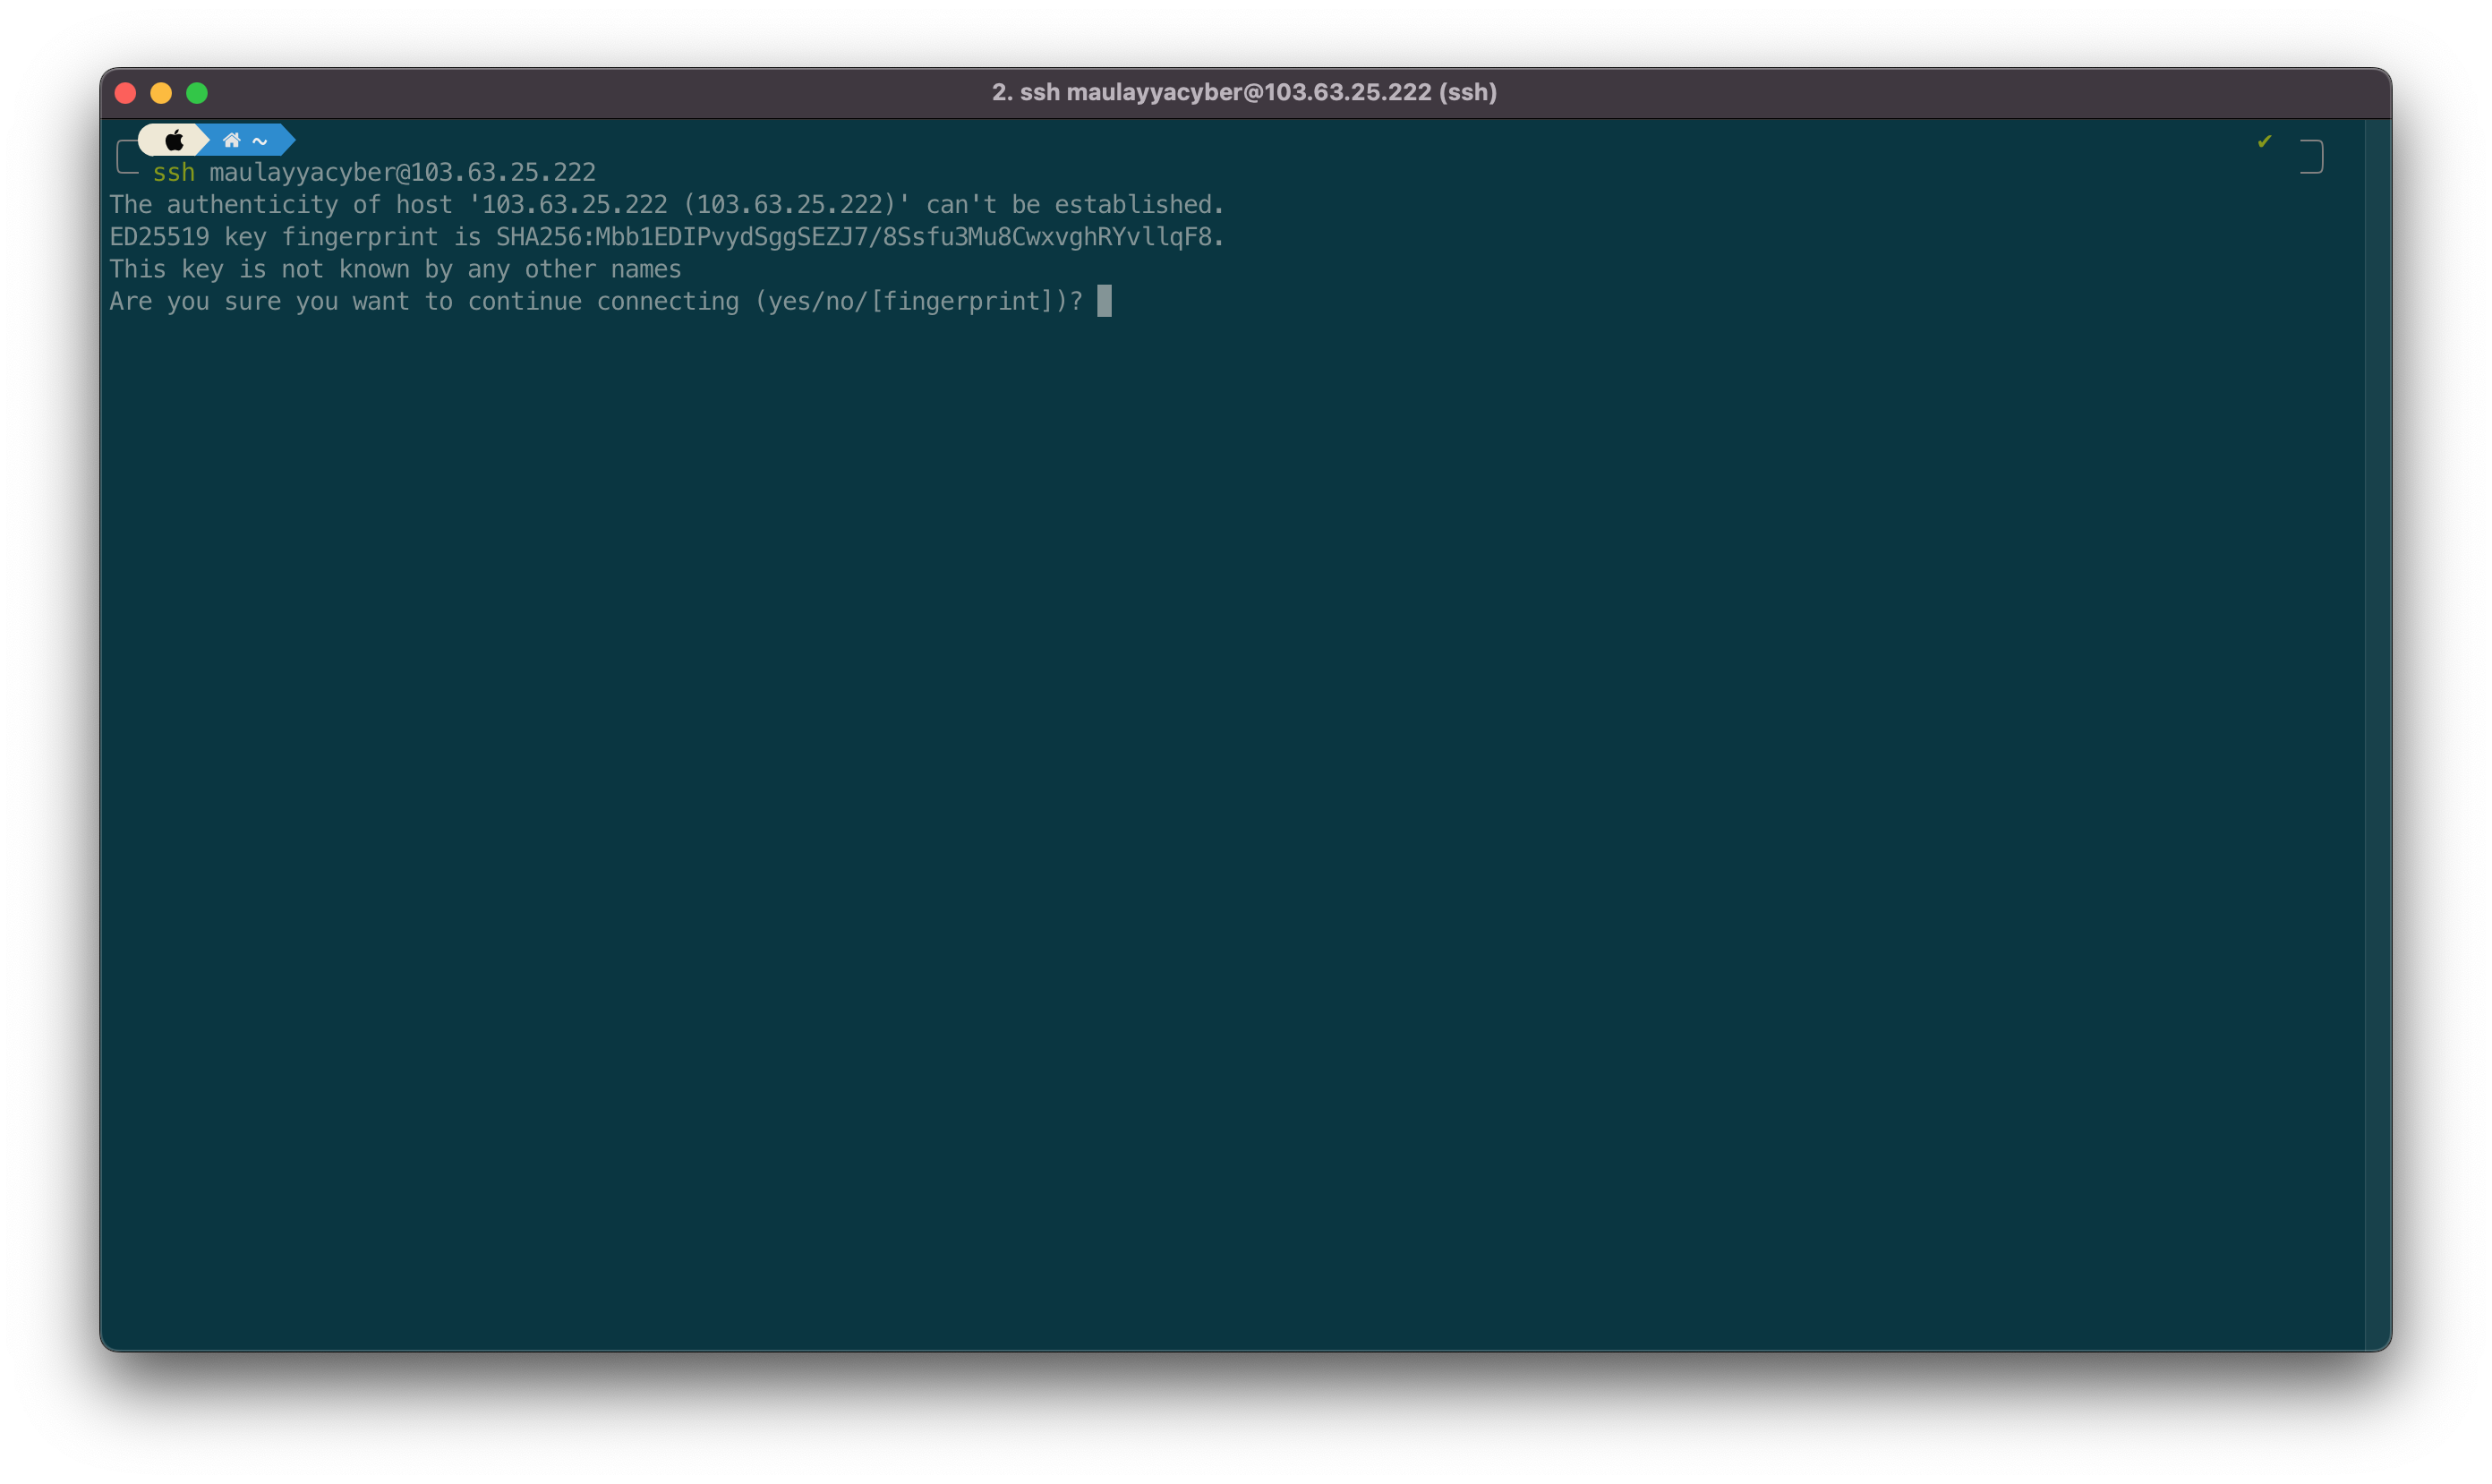 2. ssh maulayyacyber@103.63.25.222 (ssh)
~ ✔
ssh maulayyacyber@103.63.25.222
The authenticity of host '103.63.25.222 (103.63.25.222)' can't be established.
ED25519 key fingerprint is SHA256:Mbb1EDIPvydSggSEZJ7/8Ssfu3Mu8CwxvghRYvllqF8.
This key is not known by any other names
Are you sure you want to continue connecting (yes/no/[fingerprint])?